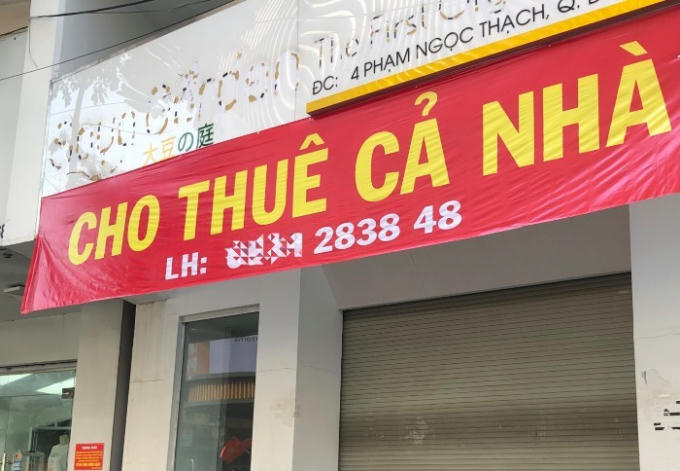 The First
ĐC: 4 PHẠM NGỌC THẠCH, Q.
大豆の庭
CHO THUÊ CẢ NHÀ
LH: 2838 48